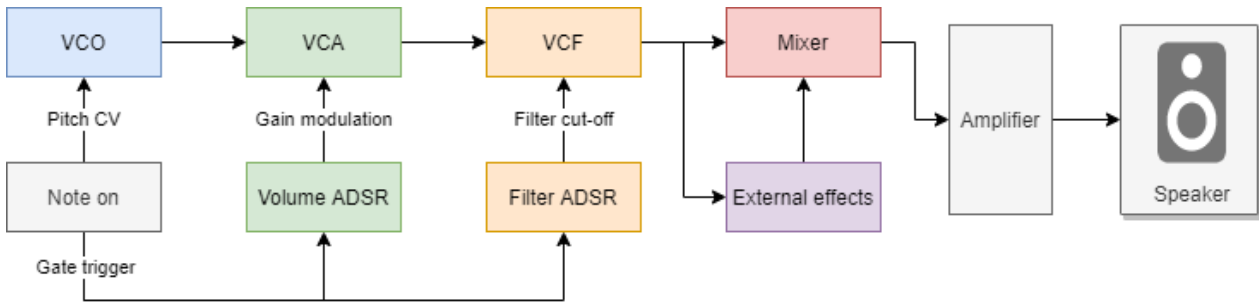 VCO
VCA
VCF
Mixer
Pitch CV
Gain modulation
Filter cut-off
Amplifier
Note on
Volume ADSR
Filter ADSR
External effects
Speaker
Gate trigger